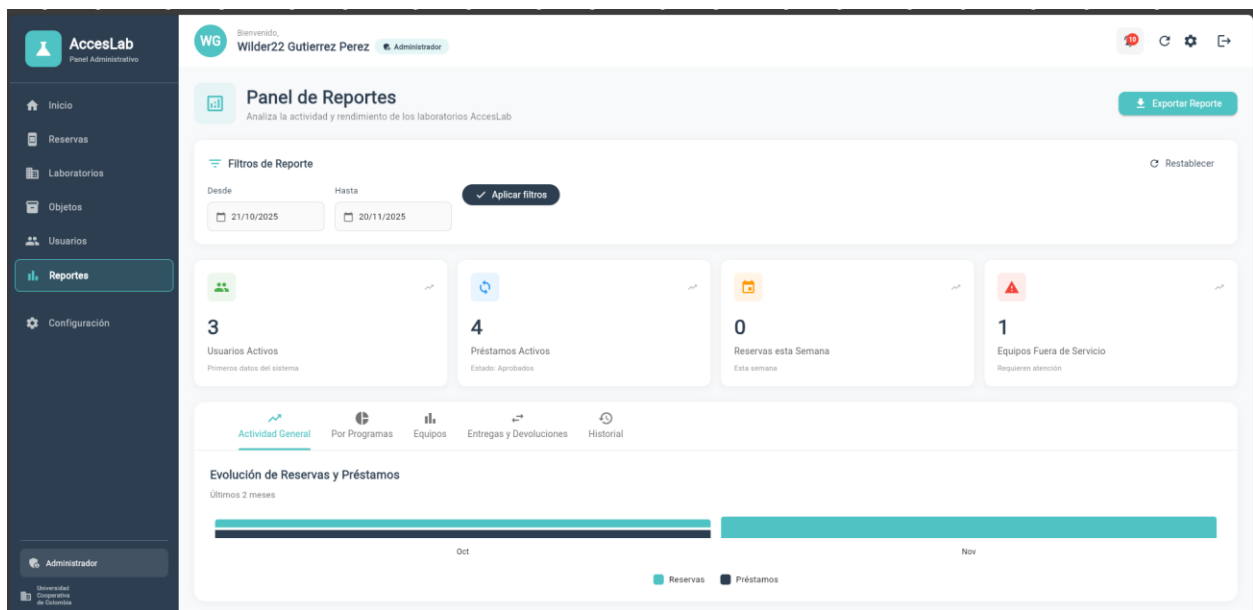 AccesLab
Panel Administrativo
Inicio
Reservas
Laboratorios
Objetos
Usuarios
Reportes
Configuración
Administrador
Universidad
Cooperativa
de Colombia
WG
Bienvenido,
Wilder22 Gutierrez Perez
Administrador
10
Panel de Reportes
Analiza la actividad y rendimiento de los laboratorios AccesLab
Exportar Reporte
Filtros de Reporte
Restablecer
Desde
Hasta
21/10/2025
20/11/2025
Aplicar filtros
3
Usuarios Activos
Primeros datos del sistema
4
Préstamos Activos
Estado: Aprobados
0
Reservas esta Semana
Esta semana
1
Equipos Fuera de Servicio
Requieren atención
Actividad General
Por Programas
Equipos
Entregas y Devoluciones
Historial
Evolución de Reservas y Préstamos
Últimos 2 meses
Oct
Nov
Reservas
Préstamos